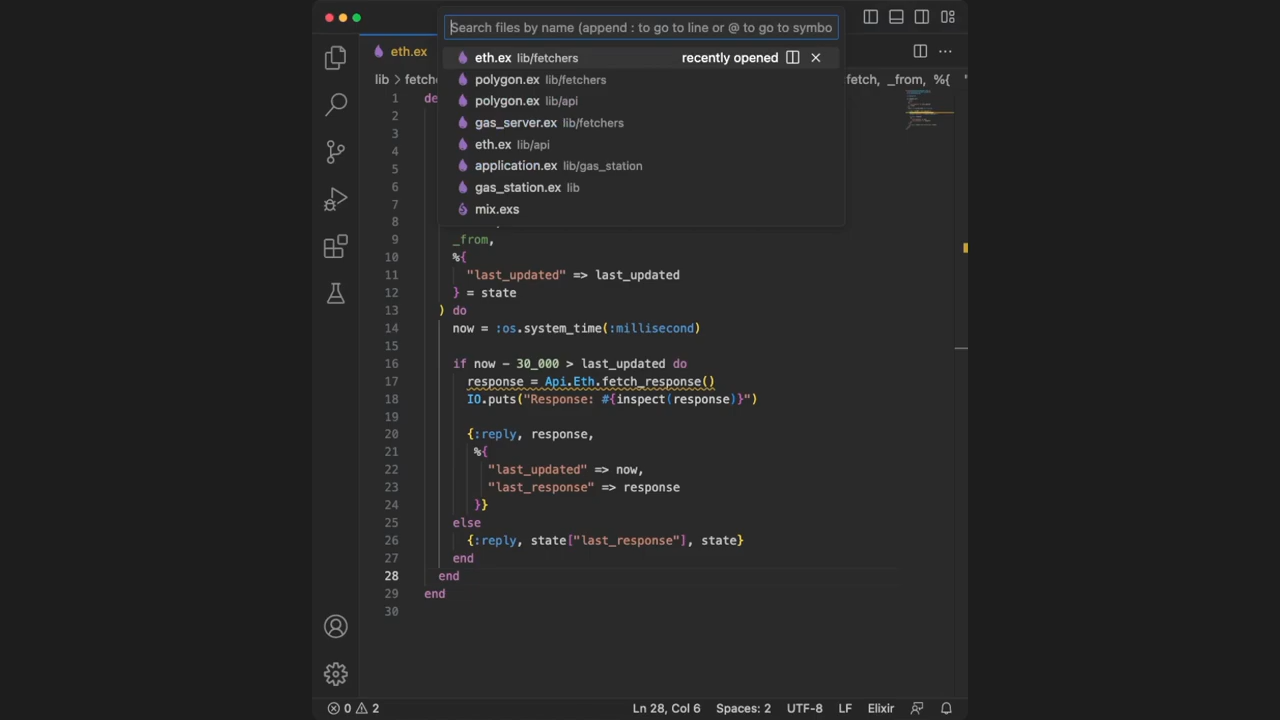 Search files by name (append : to go to line or @ to go to symbo
eth.ex
eth.ex lib/fetchers recently opened
polygon.ex lib/fetchers
polygon.ex lib/api
gas_server.ex lib/fetchers
eth.ex lib/api
application.ex lib/gas_station
gas_station.ex lib
mix.exs
lib > fetche :fetch, _from, %{ "
1 de
2
3
4
5
6
7
8
9 _from,
10 %{
11 "last_updated" => last_updated
12 } = state
13 ) do
14 now = :os.system_time(:millisecond)
15
16 if now - 30_000 > last_updated do
17 response = Api.Eth.fetch_response()
18 IO.puts("Response: #{inspect(response)}")
19
20 {:reply, response,
21 %{
22 "last_updated" => now,
23 "last_response" => response
24 }}
25 else
26 {:reply, state["last_response"], state}
27 end
28 end
29 end
30
0 2 Ln 28, Col 6 Spaces: 2 UTF-8 LF Elixir